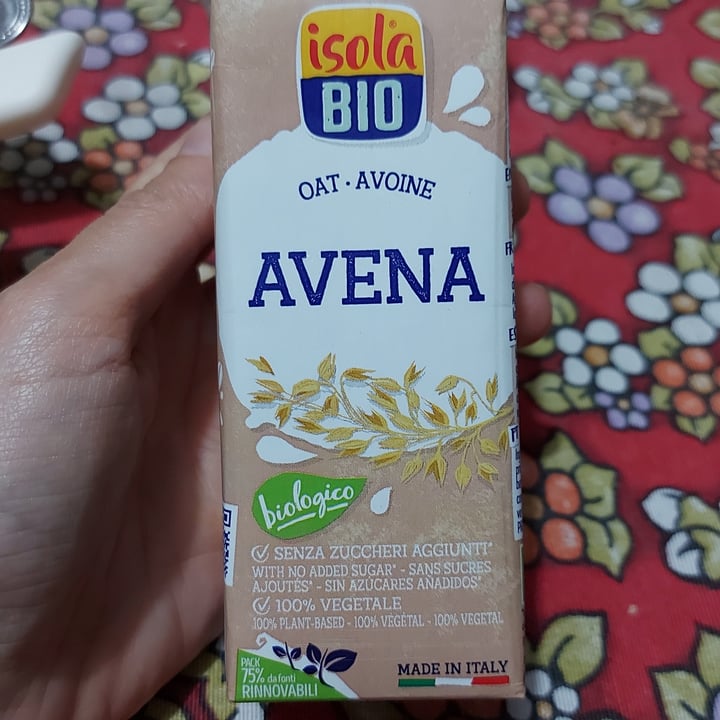 isola
BIO
OAT · AVOINE
AVENA
biologico
SENZA ZUCCHERI AGGIUNTI*
WITH NO ADDED SUGAR* - SANS SUCRES
AJOUTÉS* - SIN AZÚCARES AÑADIDOS*
100% VEGETALE
100% PLANT-BASED - 100% VÉGÉTAL - 100% VEGETAL
PACK
75% da fonti
RINNOVABILI
MADE IN ITALY